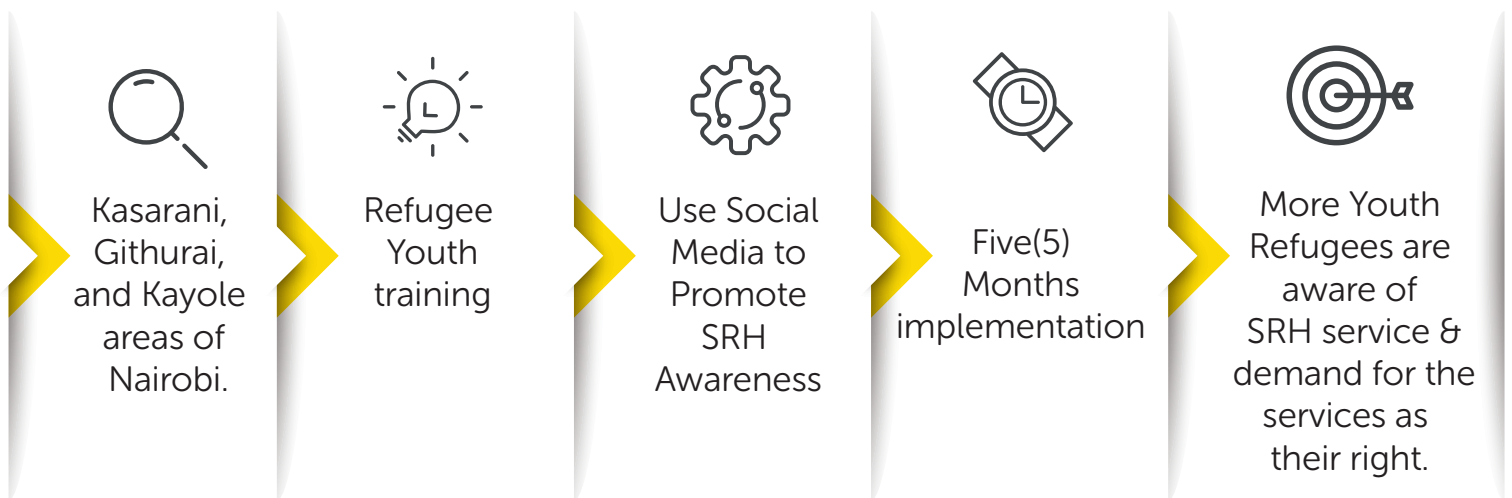 Kasarani,
Githurai,
and Kayole
areas of
Nairobi.
Refugee
Youth
training
Use Social
Media to
Promote
SRH
Awareness
Five(5)
Months
implementation
More Youth
Refugees are
aware of
SRH service &
demand for the
services as
their right.